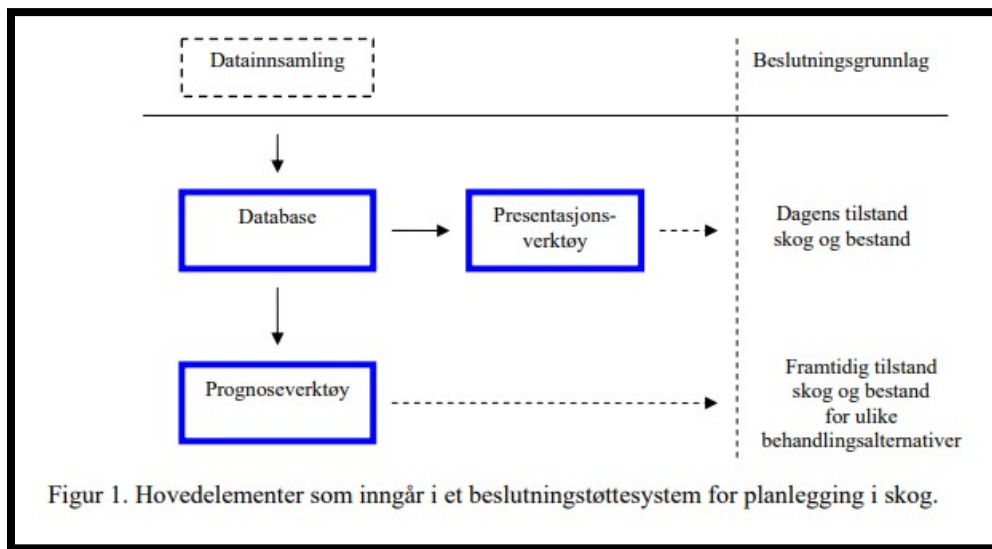 Datainnsamling
Beslutningsgrunnlag
Database
Presentasjons-
verktøy
Dagens tilstand
skog og bestand
Prognoseverktøy
Framtidig tilstand
skog og bestand
for ulike
behandlingsalternativer
Figur 1. Hovedelementer som inngår i et beslutningstøttesystem for planlegging i skog.